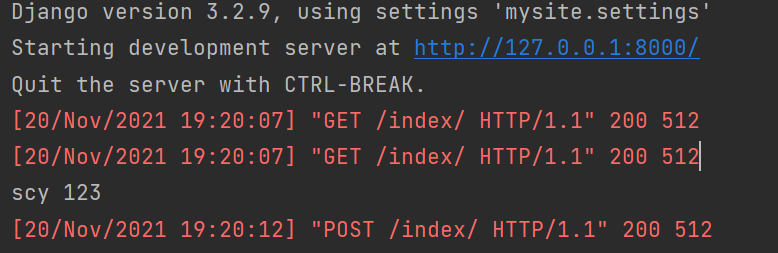 Django version 3.2.9, using settings 'mysite.settings'
Starting development server at http://127.0.0.1:8000/
Quit the server with CTRL-BREAK.
[20/Nov/2021 19:20:07] "GET /index/ HTTP/1.1" 200 512
[20/Nov/2021 19:20:07] "GET /index/ HTTP/1.1" 200 512
scy 123
[20/Nov/2021 19:20:12] "POST /index/ HTTP/1.1" 200 512